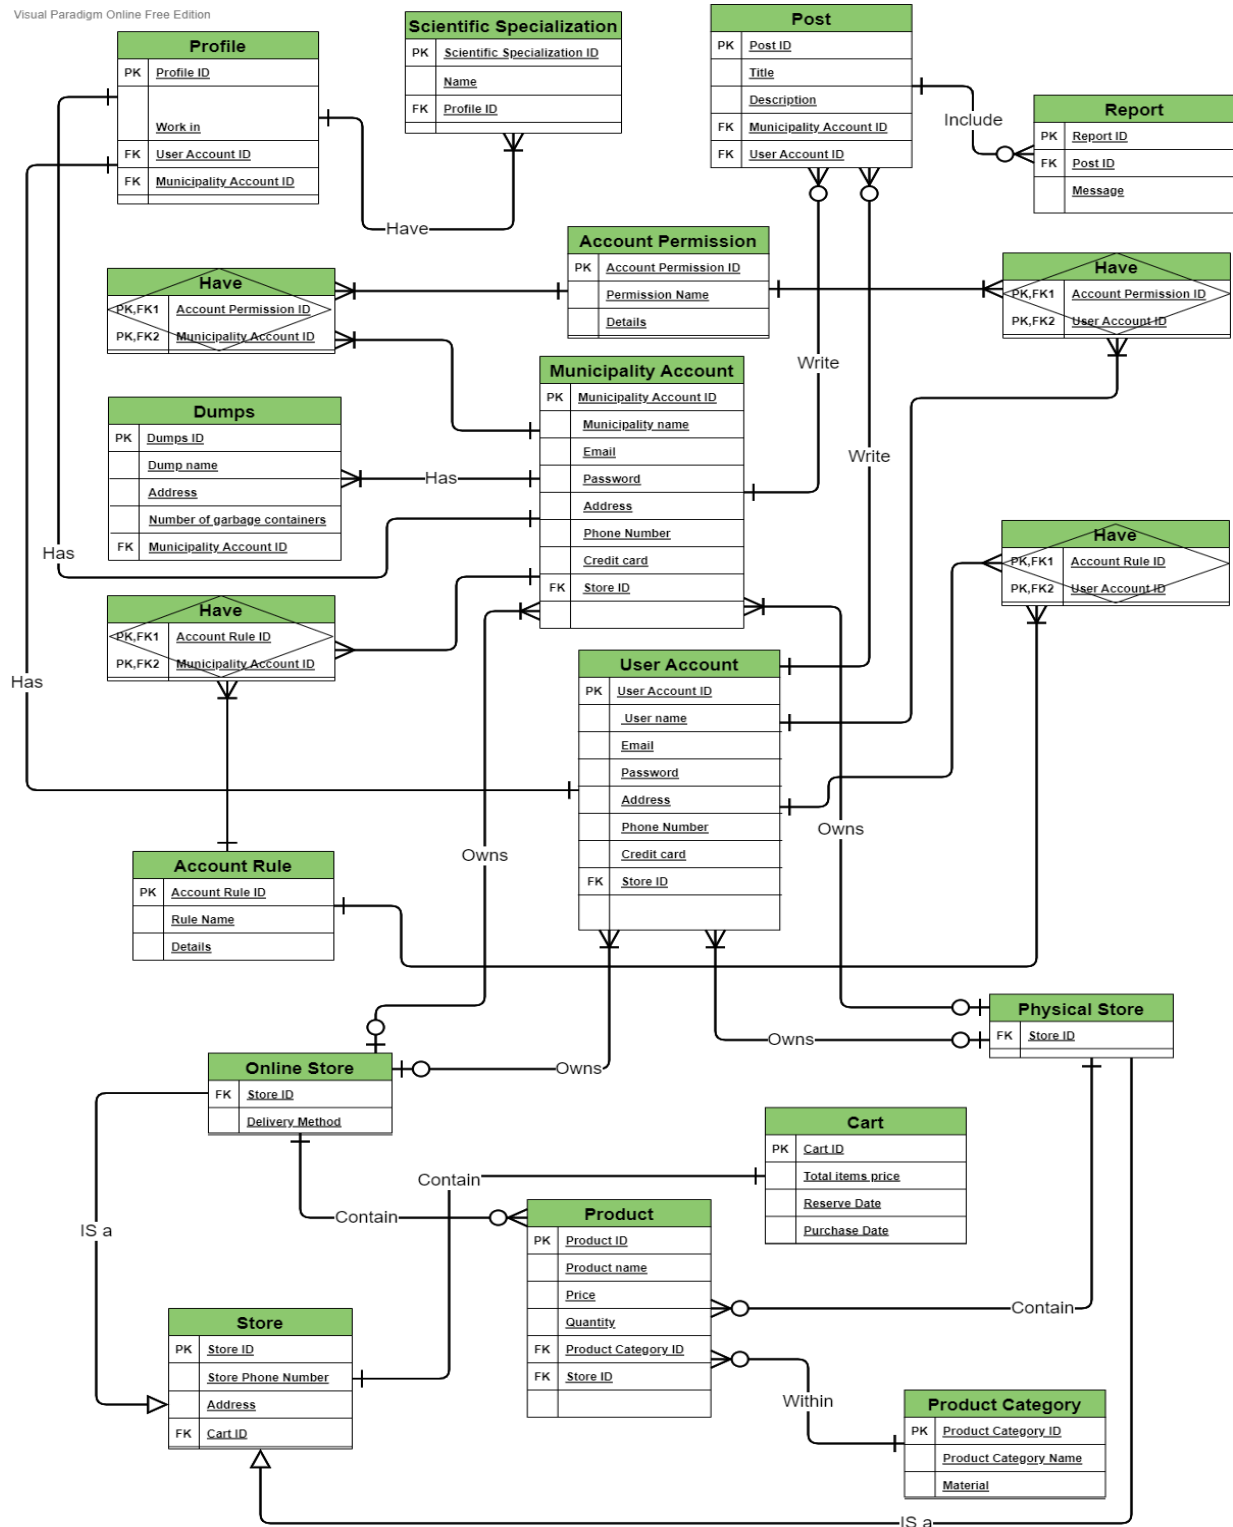 Visual Paradigm Online Free Edition
Profile
PK Profile ID
Work in
FK User Account ID
FK Municipality Account ID
Scientific Specialization
PK Scientific Specialization ID
Name
FK Profile ID
Post
PK Post ID
Title
Description
FK Municipality Account ID
FK User Account ID
Include
Report
PK Report ID
FK Post ID
Message
Have
Account Permission
PK Account Permission ID
Permission Name
Details
Have
PK,FK1 Account Permission ID
PK,FK2 Municipality Account ID
Have
PK,FK1 Account Permission ID
PK,FK2 User Account ID
Write
Write
Municipality Account
PK Municipality Account ID
Municipality name
Email
Password
Address
Phone Number
Credit card
FK Store ID
Dumps
PK Dumps ID
Dump name
Address
Number of garbage containers
FK Municipality Account ID
Has
Has
Have
PK,FK1 Account Rule ID
PK,FK2 User Account ID
Have
PK,FK1 Account Rule ID
PK,FK2 Municipality Account ID
Has
User Account
PK User Account ID
User name
Email
Password
Address
Phone Number
Credit card
FK Store ID
Owns
Owns
Account Rule
PK Account Rule ID
Rule Name
Details
Physical Store
FK Store ID
Owns
Owns
Online Store
FK Store ID
Delivery Method
Cart
PK Cart ID
Total items price
Reserve Date
Purchase Date
Contain
Contain
IS a
Product
PK Product ID
Product name
Price
Quantity
FK Product Category ID
FK Store ID
Contain
Store
PK Store ID
Store Phone Number
Address
FK Cart ID
Within
Product Category
PK Product Category ID
Product Category Name
Material
IS a